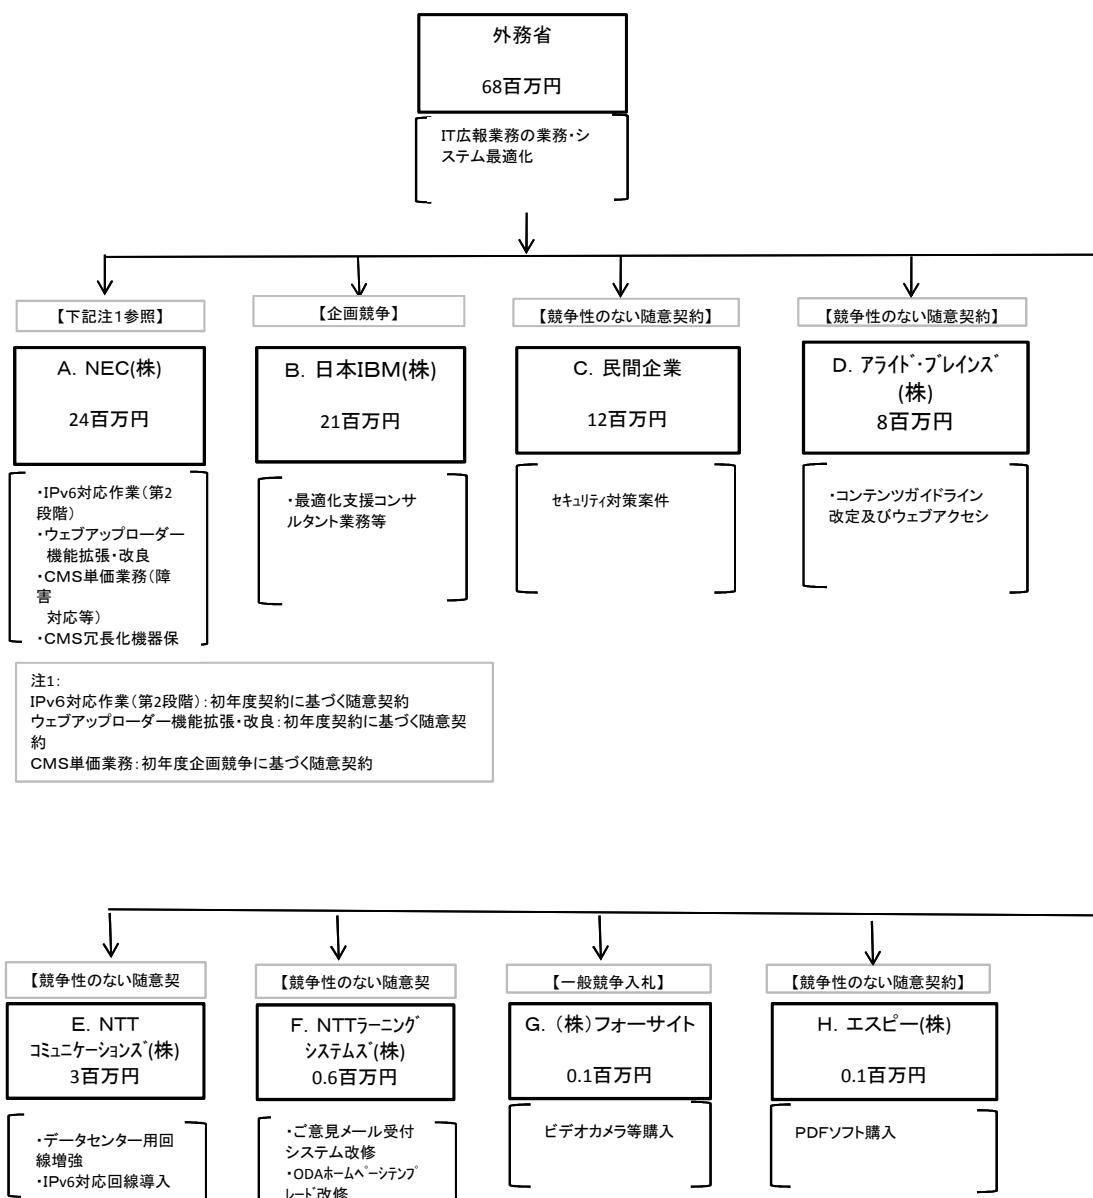 外務省
68百万円
IT広報業務の業務・シ
ステム最適化
【下記注1参照】
【企画競争】
【競争性のない随意契約】
【競争性のない随意契約】
A．NEC(株)
24百万円
B．日本IBM(株)
21百万円
C．民間企業
12百万円
D．アライド・ブレインズ
(株)
8百万円
・IPv6対応作業（第2
段階）
・ウェブアップローダー
機能拡張・改良
・CMS単価業務（障
害
対応等）
・CMS冗長化機器保
・最適化支援コンサ
ルタント業務等
セキュリティ対策案件
・コンテンツガイドライン
改定及びウェブアクセシ
注1：
IPv6対応作業（第2段階）：初年度契約に基づく随意契約
ウェブアップローダー機能拡張・改良：初年度契約に基づく随意契
約
CMS単価業務：初年度企画競争に基づく随意契約
【競争性のない随意契
【競争性のない随意契
【一般競争入札】
【競争性のない随意契約】
E．NTT
コミュニケーションズ(株)
3百万円
F．NTTラーニング
システムズ(株)
0.6百万円
G．（株）フォーサイト
0.1百万円
H．エスピー(株)
0.1百万円
・データセンター用回
線増強
・IPv6対応回線導入
・ご意見メール受付
システム改修
・ODAホームページテンプ
レート改修
ビデオカメラ等購入
PDFソフト購入